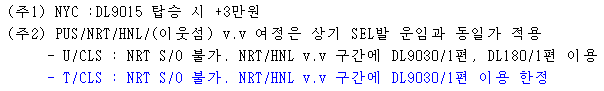 (주1) NYC :DL9015 탑승 시 +3만원
(주2) PUS/NRT/HNL/(이웃섬) v.v 여정은 상기 SEL발 운임과 동일가 적용
- U/CLS : NRT S/O 불가. NRT/HNL v.v 구간에 DL9030/1편, DL180/1편 이용
- T/CLS : NRT S/O 불가. NRT/HNL v.v 구간에 DL9030/1편 이용 한정